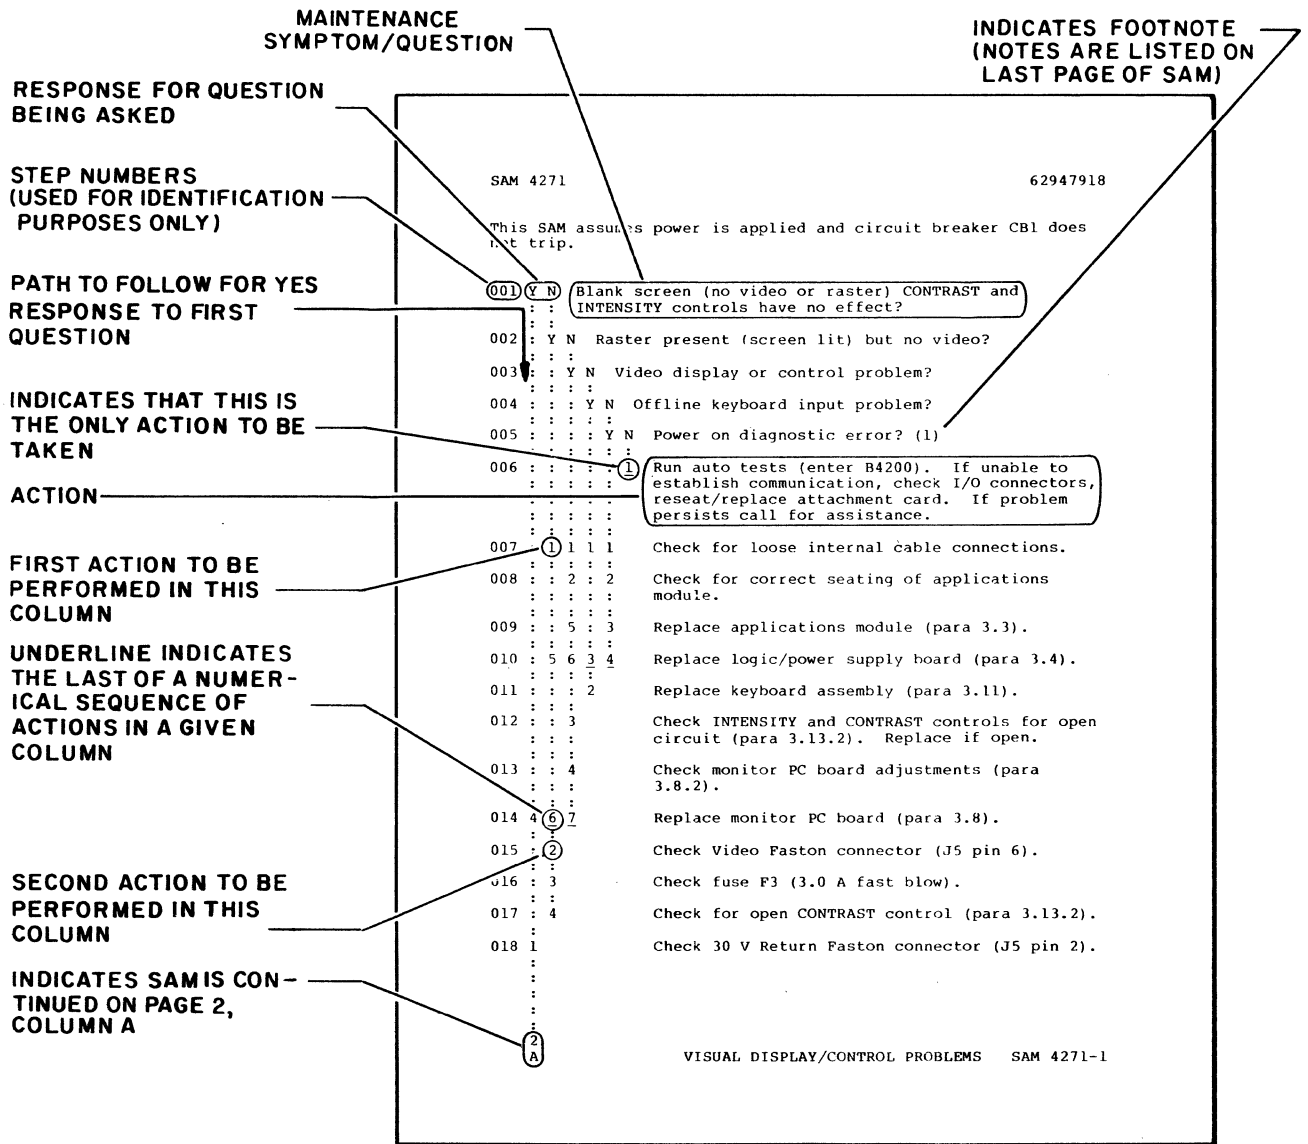 MAINTENANCE
SYMPTOM/QUESTION
INDICATES FOOTNOTE
(NOTES ARE LISTED ON
LAST PAGE OF SAM)
RESPONSE FOR QUESTION
BEING ASKED
STEP NUMBERS
(USED FOR IDENTIFICATION
PURPOSES ONLY)
PATH TO FOLLOW FOR YES
RESPONSE TO FIRST
QUESTION
INDICATES THAT THIS IS
THE ONLY ACTION TO BE
TAKEN
ACTION
FIRST ACTION TO BE
PERFORMED IN THIS
COLUMN
UNDERLINE INDICATES
THE LAST OF A NUMER-
ICAL SEQUENCE OF
ACTIONS IN A GIVEN
COLUMN
SECOND ACTION TO BE
PERFORMED IN THIS
COLUMN
INDICATES SAM IS CON-
TINUED ON PAGE 2,
COLUMN A
SAM 4271 62947918
This SAM assumes power is applied and circuit breaker CB1 does
not trip.
001 Y N Blank screen (no video or raster) CONTRAST and
INTENSITY controls have no effect?
002 : Y N Raster present (screen lit) but no video?
003 : : Y N Video display or control problem?
004 : : : Y N Offline keyboard input problem?
005 : : : : Y N Power on diagnostic error? (1)
006 : : : : : 1 Run auto tests (enter B4200). If unable to
establish communication, check I/O connectors,
reseat/replace attachment card. If problem
persists call for assistance.
007 : 1 1 1 1 Check for loose internal cable connections.
008 : : 2 : 2 Check for correct seating of applications
module.
009 : : 5 : 3 Replace applications module (para 3.3).
010 : 5 6 3 4 Replace logic/power supply board (para 3.4).
011 : : : 2 Replace keyboard assembly (para 3.11).
012 : : 3 Check INTENSITY and CONTRAST controls for open
circuit (para 3.13.2). Replace if open.
013 : : 4 Check monitor PC board adjustments (para
3.8.2).
014 4 6 7 Replace monitor PC board (para 3.8).
015 : 2 Check Video Faston connector (J5 pin 6).
016 : 3 Check fuse F3 (3.0 A fast blow).
017 : 4 Check for open CONTRAST control (para 3.13.2).
018 1 Check 30 V Return Faston connector (J5 pin 2).
2
A
VISUAL DISPLAY/CONTROL PROBLEMS SAM 4271-1